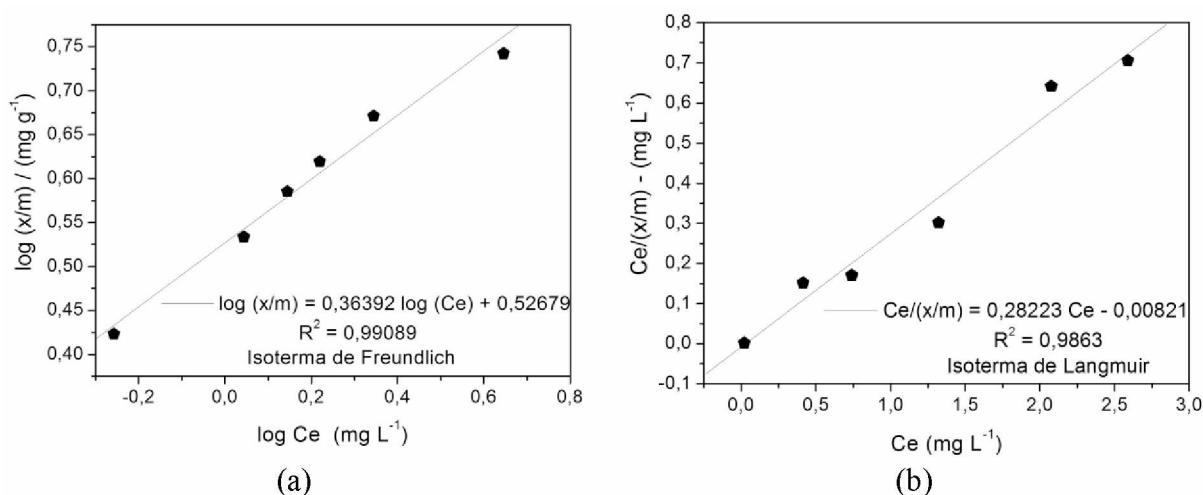 0,75
0,70
0,65
0,60
0,55
0,50
0,45
0,40
log (x/m) / (mg g⁻¹)
log (x/m) = 0,36392 log (Ce) + 0,52679
R² = 0,99089
Isoterma de Freundlich
-0,2 0,0 0,2 0,4 0,6 0,8
log Ce (mg L⁻¹)
(a)
0,8
0,7
0,6
0,5
0,4
0,3
0,2
0,1
0,0
-0,1
Ce/(x/m) - (mg L⁻¹)
Ce/(x/m) = 0,28223 Ce - 0,00821
R² = 0,9863
Isoterma de Langmuir
0,0 0,5 1,0 1,5 2,0 2,5 3,0
Ce (mg L⁻¹)
(b)